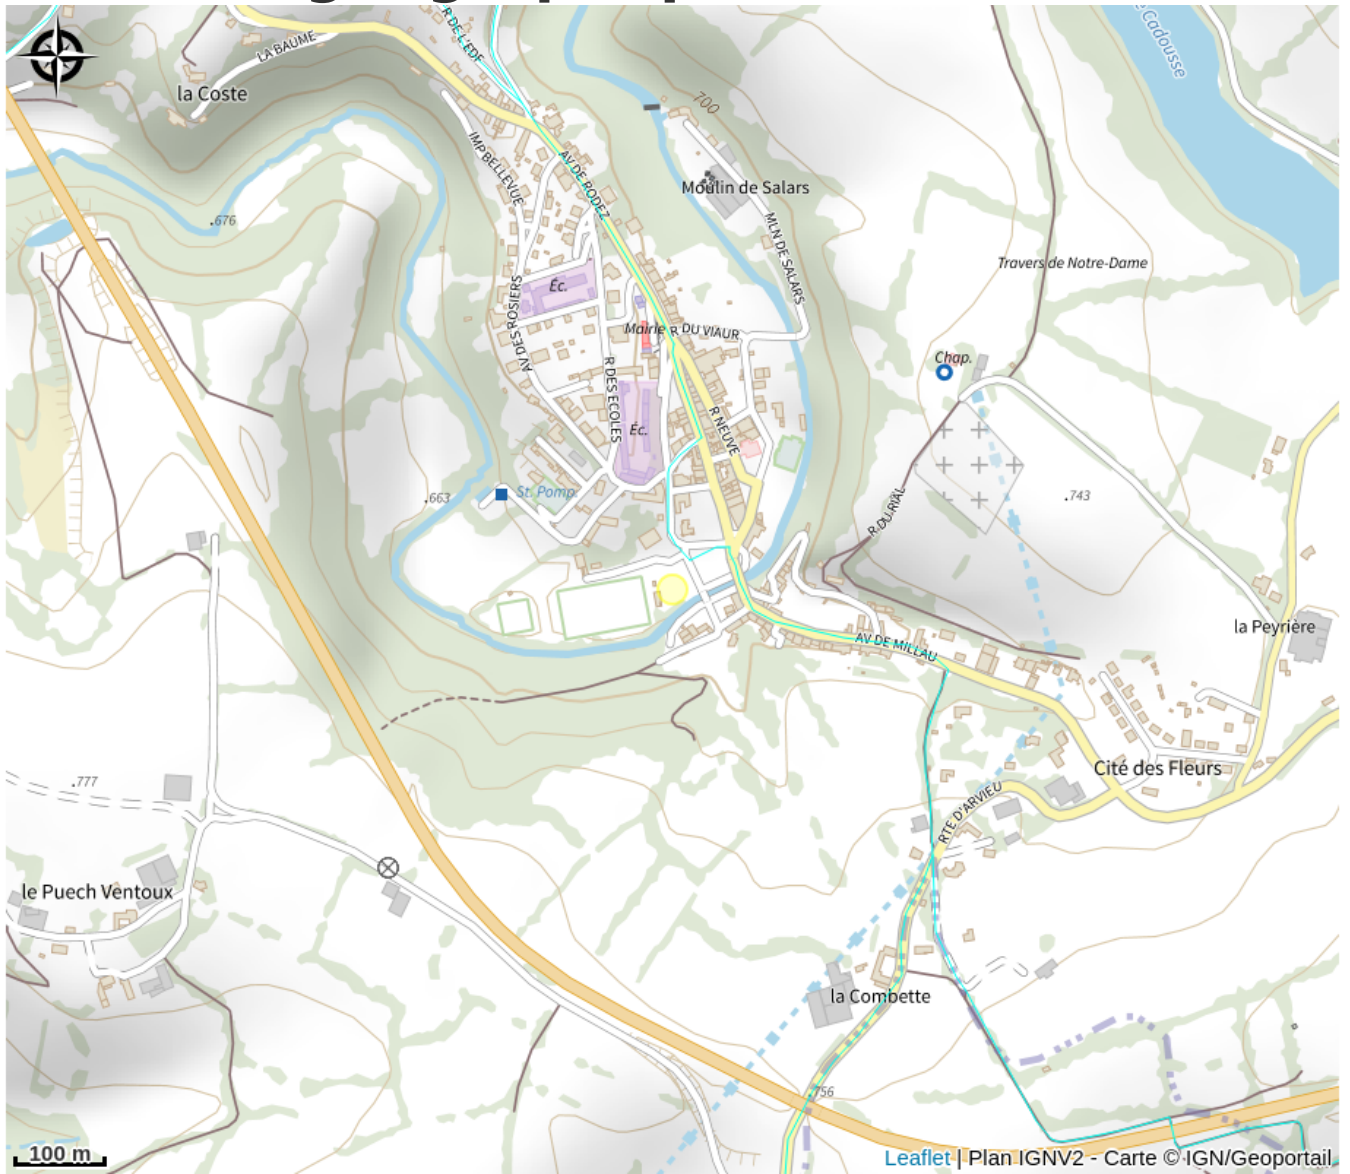 R DE L'EDF
LA BAUME
la Coste
Cadousse
700
IMP BELLEVUE
AV DE RODEZ
Moulin de Salars
MLN DE SALARS
.676
Travers de Notre-Dame
Éc.
AV DES ROSIERS
Mairie
R DU VIAUR
Chap.
R DES ECOLES
R NEUVE
Éc.
St. Pomp.
.663
.743
R DU RIAL
la Peyrière
AV DE MILLAU
.777
Cité des Fleurs
RTE D'ARVIEU
le Puech Ventoux
la Combette
756
100 m
Leaflet | Plan IGNV2 - Carte © IGN/Geoportail